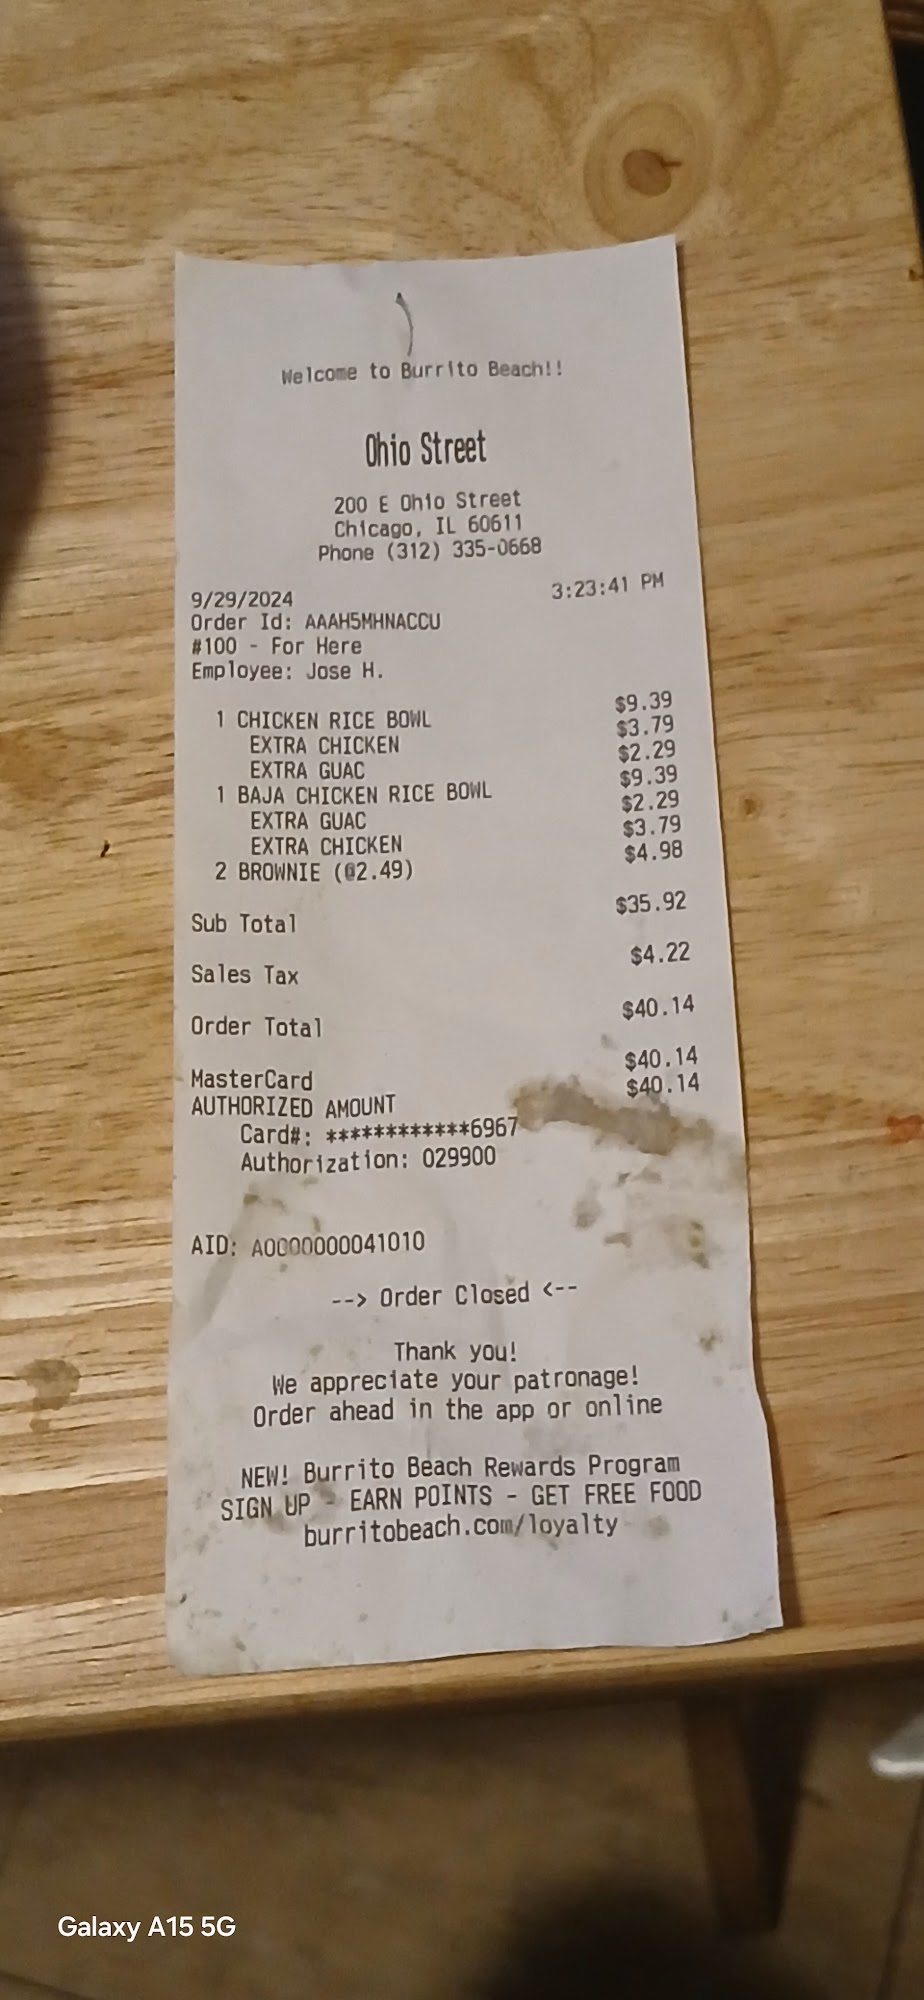 Welcome to Burrito Beach!!
Ohio Street
200 E Ohio Street
Chicago, IL 60611
Phone (312) 335-0668
9/29/2024 3:23:41 PM
Order Id: AAAH5MHNACCU
#100 - For Here
Employee: Jose H.
1 CHICKEN RICE BOWL $9.39
EXTRA CHICKEN $3.79
EXTRA GUAC $2.29
1 BAJA CHICKEN RICE BOWL $9.39
EXTRA GUAC $2.29
EXTRA CHICKEN $3.79
2 BROWNIE (@2.49) $4.98
Sub Total $35.92
Sales Tax $4.22
Order Total $40.14
MasterCard $40.14
AUTHORIZED AMOUNT $40.14
Card#: ************6967
Authorization: 029900
AID: A0000000041010
--> Order Closed <--
Thank you!
We appreciate your patronage!
Order ahead in the app or online
NEW! Burrito Beach Rewards Program
SIGN UP - EARN POINTS - GET FREE FOOD
burritobeach.com/loyalty
Galaxy A15 5G